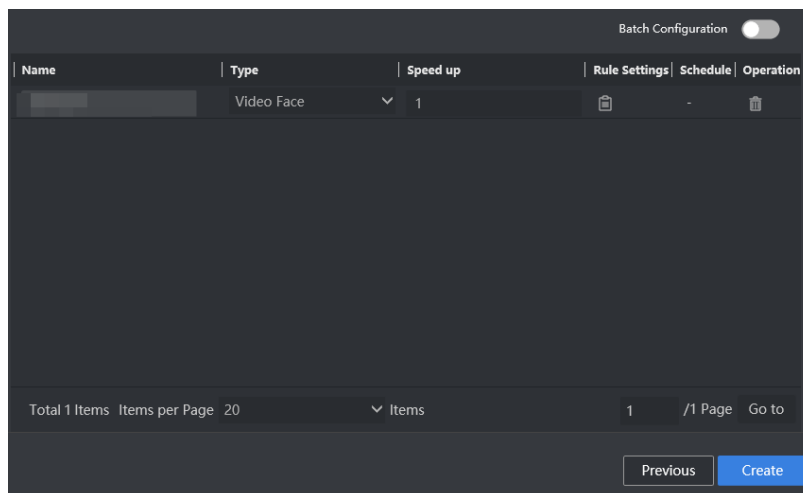 Batch Configuration
Name Type Speed up Rule Settings Schedule Operation
Video Face 1 -
Total 1 Items Items per Page 20 Items 1 /1 Page Go to
Previous Create